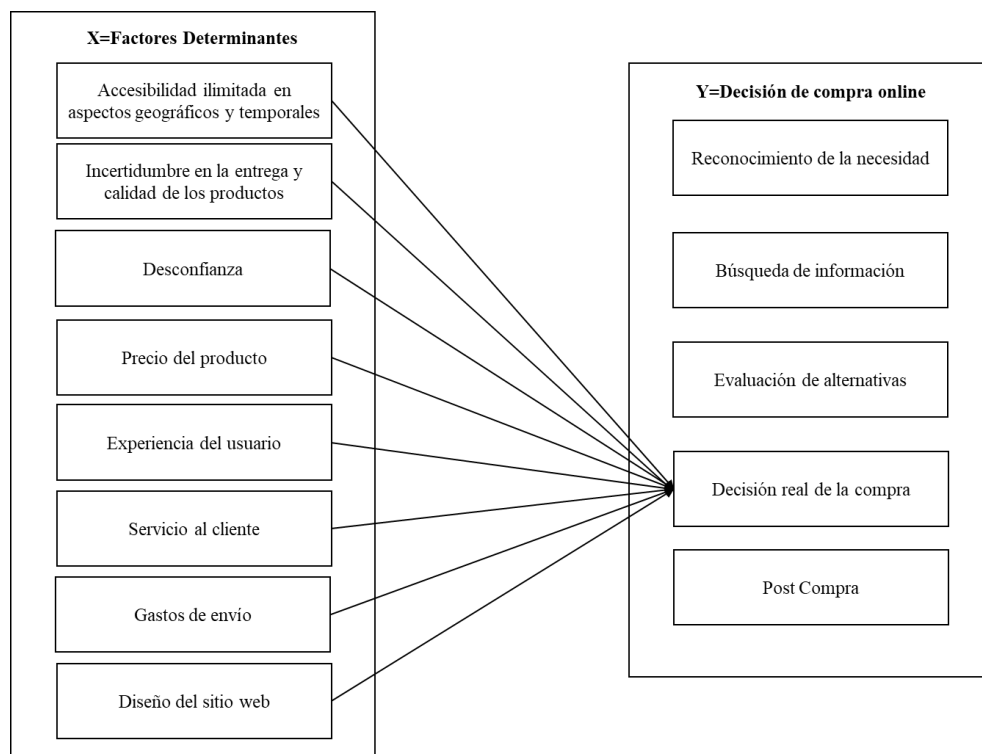 X=Factores Determinantes
Accesibilidad ilimitada en
aspectos geográficos y temporales
Incertidumbre en la entrega y
calidad de los productos
Desconfianza
Precio del producto
Experiencia del usuario
Servicio al cliente
Gastos de envío
Diseño del sitio web
Y=Decisión de compra online
Reconocimiento de la necesidad
Búsqueda de información
Evaluación de alternativas
Decisión real de la compra
Post Compra